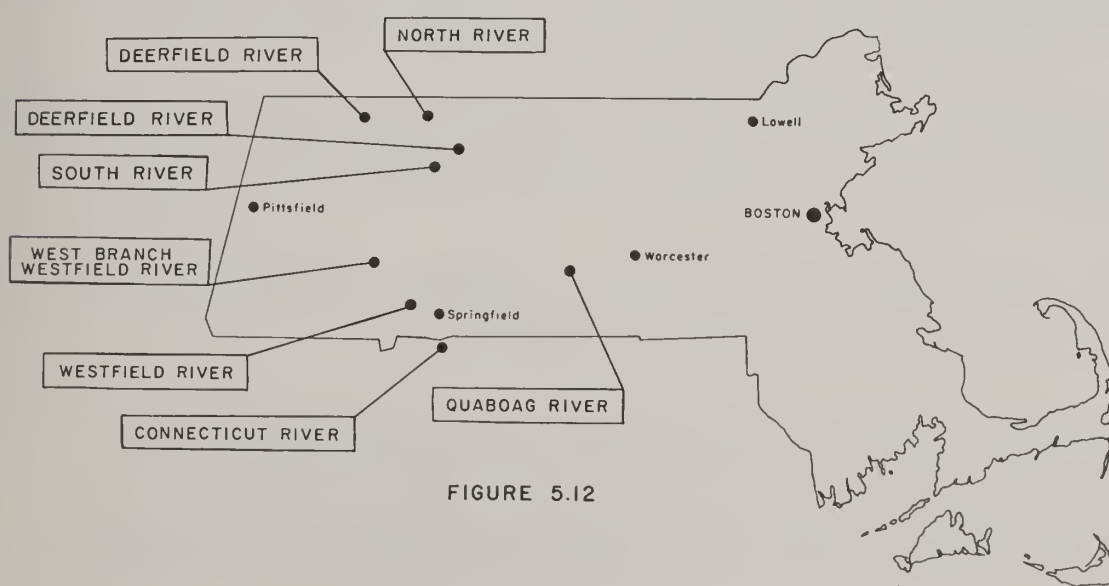 NORTH RIVER
DEERFIELD RIVER
DEERFIELD RIVER
Lowell
SOUTH RIVER
Pittsfield
BOSTON
WEST BRANCH
WESTFIELD RIVER
Worcester
Springfield
WESTFIELD RIVER
QUABOAG RIVER
CONNECTICUT RIVER
FIGURE 5.12